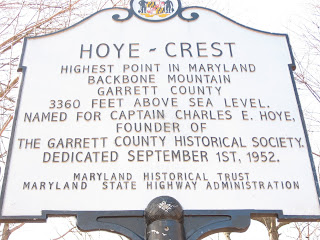 HOYE - CREST
HIGHEST POINT IN MARYLAND
BACKBONE MOUNTAIN
GARRETT COUNTY
3360 FEET ABOVE SEA LEVEL.
NAMED FOR CAPTAIN CHARLES E. HOYE,
FOUNDER OF
THE GARRETT COUNTY HISTORICAL SOCIETY.
DEDICATED SEPTEMBER 1ST, 1952.
MARYLAND HISTORICAL TRUST
MARYLAND STATE HIGHWAY ADMINISTRATION